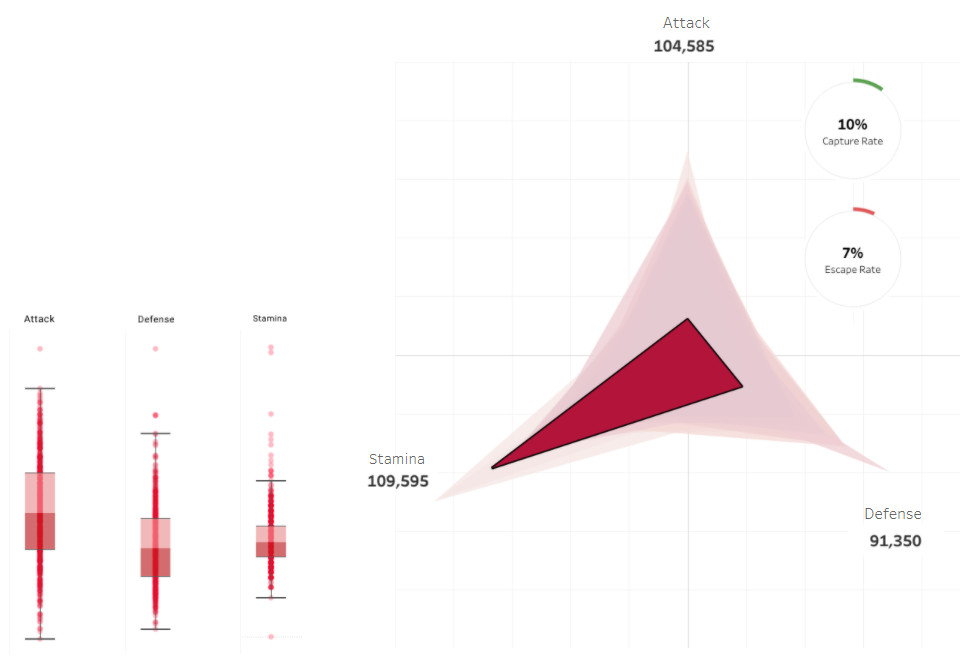 Attack
104,585
10%
Capture Rate
7%
Escape Rate
Attack
Defense
Stamina
Stamina
109,595
Defense
91,350